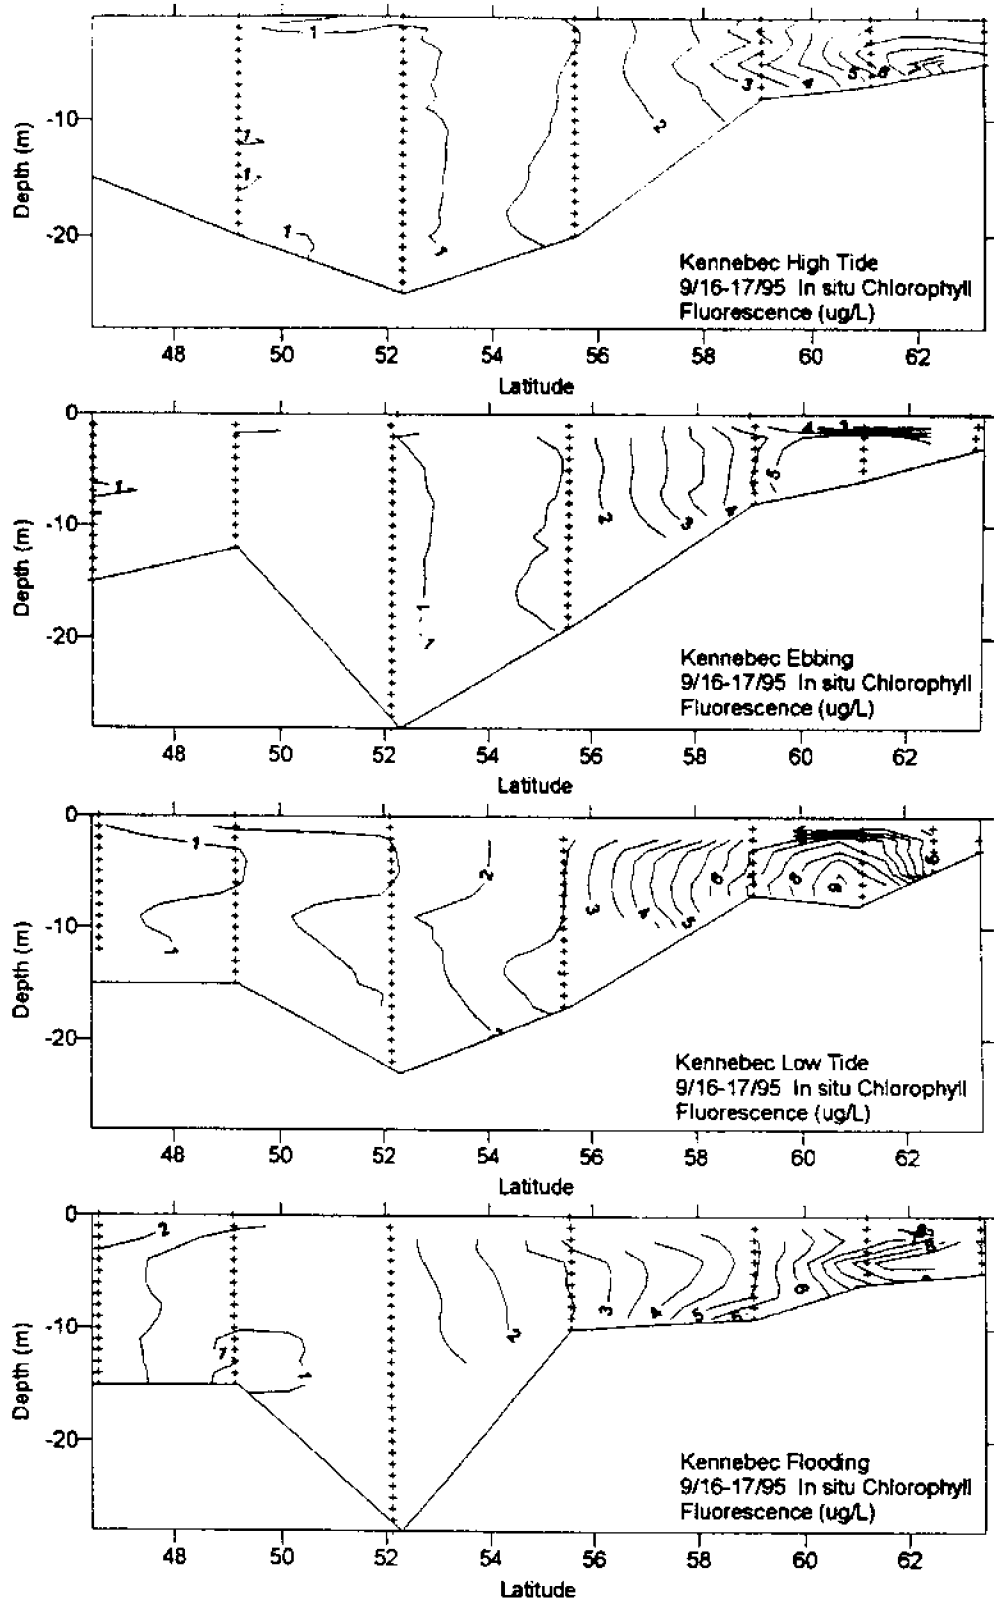 1
-10
-20
Depth (m)
1
1
1
1
2
3
4
5
6
7
Kennebec High Tide
9/16-17/95 In situ Chlorophyll
Fluorescence (ug/L)
48 50 52 54 56 58 60 62
Latitude
0
-10
-20
Depth (m)
1
1
1
2
3
4
5
4
Kennebec Ebbing
9/16-17/95 In situ Chlorophyll
Fluorescence (ug/L)
48 50 52 54 56 58 60 62
Latitude
0
-10
-20
Depth (m)
1
1
2
3
4
5
6
8
9
Kennebec Low Tide
9/16-17/95 In situ Chlorophyll
Fluorescence (ug/L)
48 50 52 54 56 58 60 62
Latitude
0
-10
-20
Depth (m)
2
1
1
2
3
4
5
6
Kennebec Flooding
9/16-17/95 In situ Chlorophyll
Fluorescence (ug/L)
48 50 52 54 56 58 60 62
Latitude